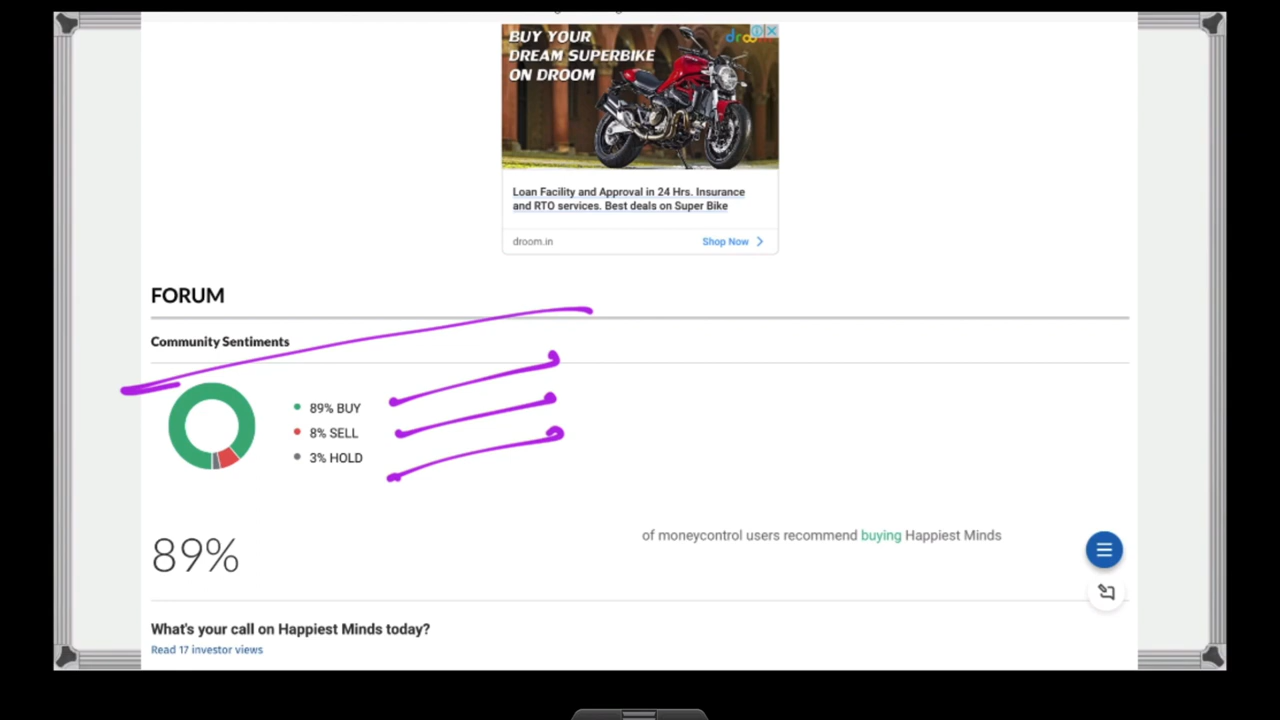 BUY YOUR
DREAM SUPERBIKE
ON DROOM
droom
Loan Facility and Approval in 24 Hrs. Insurance
and RTO services. Best deals on Super Bike
droom.in
Shop Now
FORUM
Community Sentiments
89% BUY
8% SELL
3% HOLD
89%
of moneycontrol users recommend buying Happiest Minds
What's your call on Happiest Minds today?
Read 17 investor views